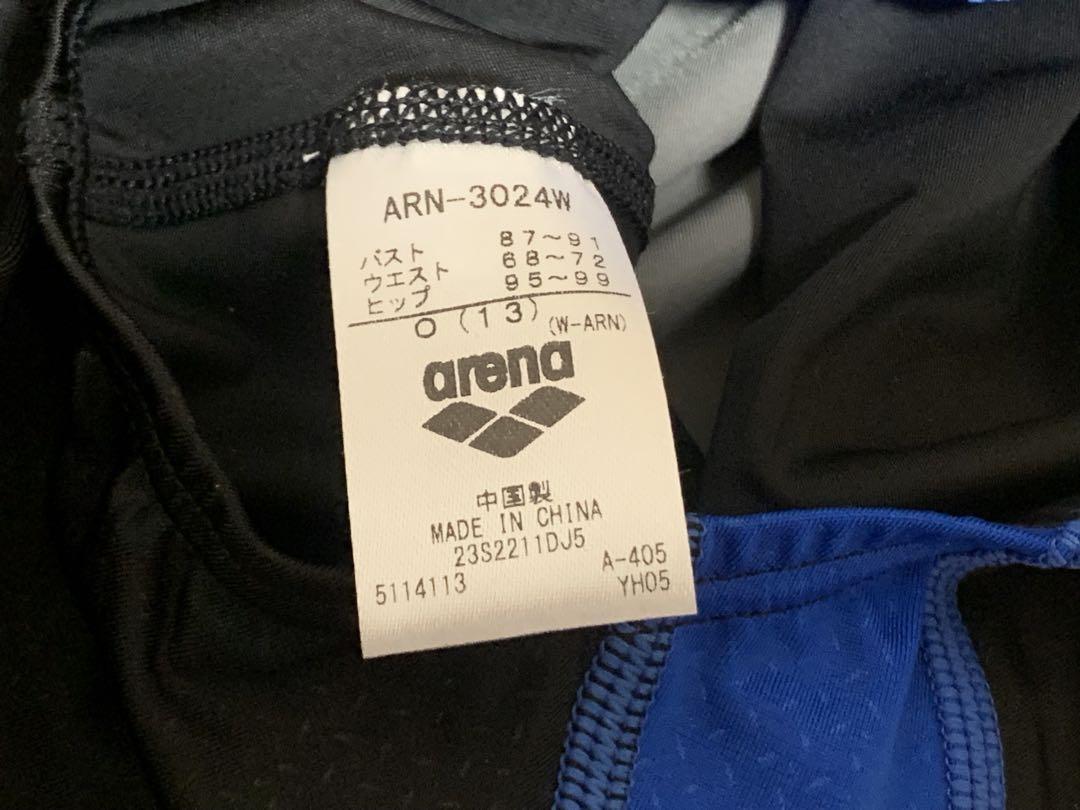 ARN-3024W
バスト 87~91
ウエスト 68~72
ヒップ 95~99
O (13) (W-ARN)
arena
中国製
MADE IN CHINA
23S2211DJ5
A-405
5114113 YH05